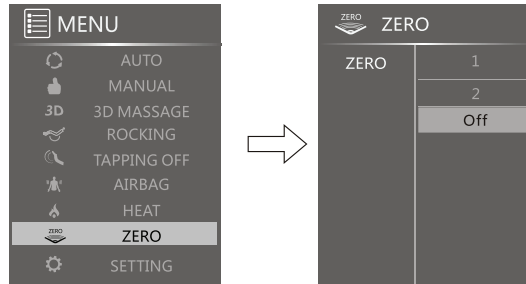 MENU
AUTO
MANUAL
3D 3D MASSAGE
ROCKING
TAPPING OFF
AIRBAG
HEAT
ZERO ZERO
SETTING
ZERO ZERO
ZERO 1
2
Off